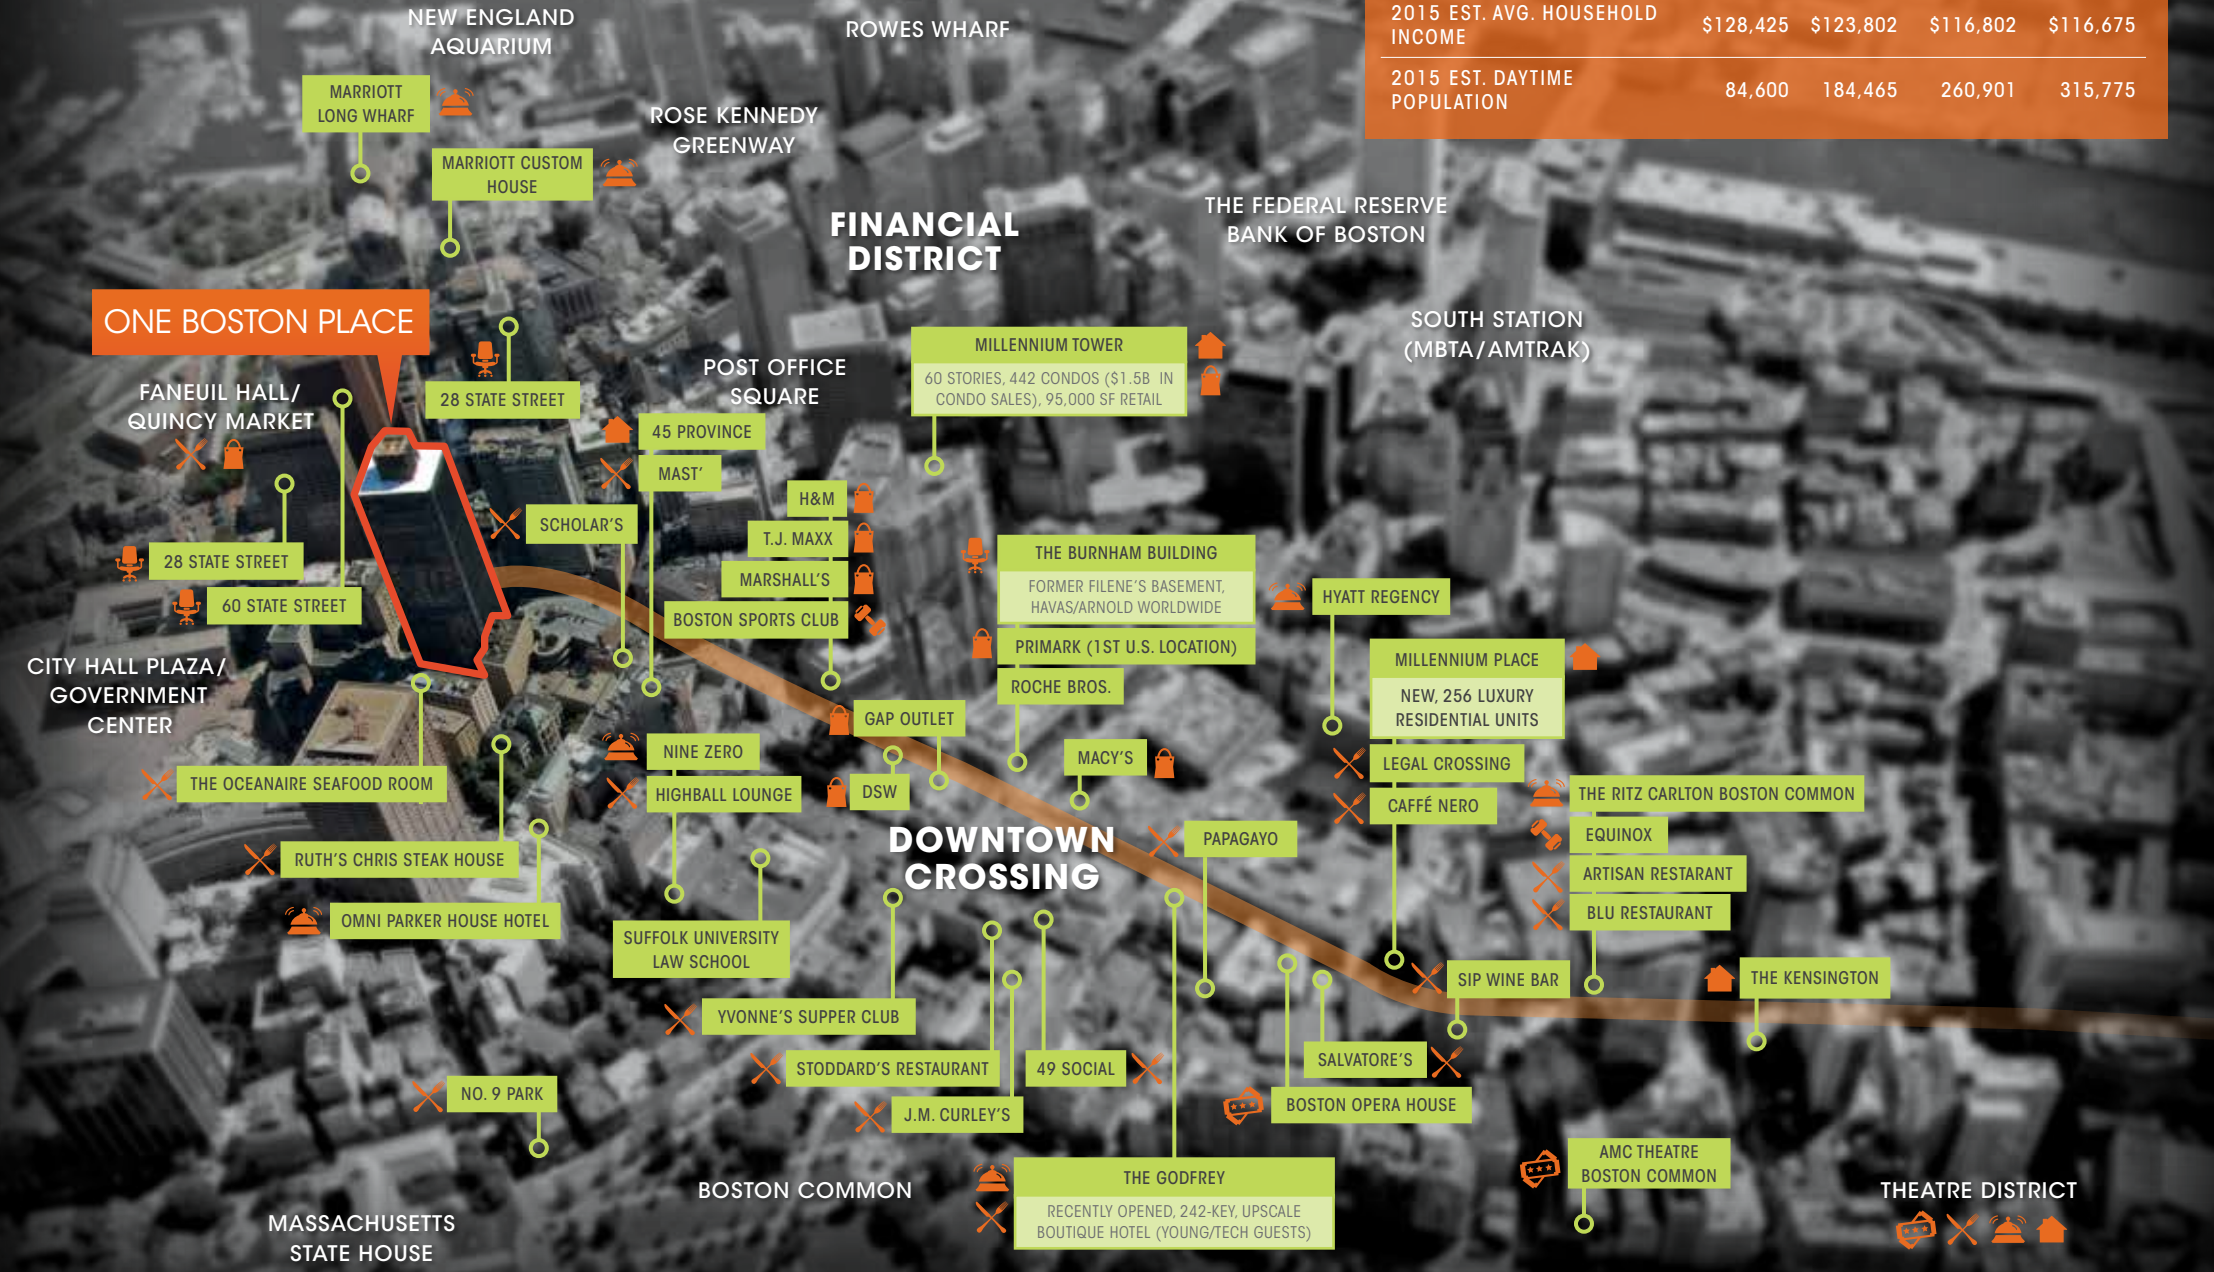 NEW ENGLAND
AQUARIUM
ROWES WHARF
2015 EST. AVG. HOUSEHOLD
INCOME
$128,425 $123,802 $116,802 $116,675
2015 EST. DAYTIME
POPULATION
84,600 184,465 260,901 315,775
MARRIOTT
LONG WHARF
ROSE KENNEDY
GREENWAY
MARRIOTT CUSTOM
HOUSE
FINANCIAL
DISTRICT
THE FEDERAL RESERVE
BANK OF BOSTON
ONE BOSTON PLACE
SOUTH STATION
(MBTA/AMTRAK)
MILLENNIUM TOWER
60 STORIES, 442 CONDOS ($1.5B IN
CONDO SALES), 95,000 SF RETAIL
POST OFFICE
SQUARE
FANEUIL HALL/
QUINCY MARKET
28 STATE STREET
45 PROVINCE
MAST'
H&M
SCHOLAR'S
T.J. MAXX
28 STATE STREET
MARSHALL'S
THE BURNHAM BUILDING
FORMER FILENE'S BASEMENT,
HAVAS/ARNOLD WORLDWIDE
60 STATE STREET
BOSTON SPORTS CLUB
HYATT REGENCY
PRIMARK (1ST U.S. LOCATION)
ROCHE BROS.
MILLENNIUM PLACE
NEW, 256 LUXURY
RESIDENTIAL UNITS
CITY HALL PLAZA/
GOVERNMENT
CENTER
GAP OUTLET
NINE ZERO
MACY'S
LEGAL CROSSING
THE OCEANAIRE SEAFOOD ROOM
HIGHBALL LOUNGE
DSW
CAFFÉ NERO
THE RITZ CARLTON BOSTON COMMON
EQUINOX
DOWNTOWN
CROSSING
PAPAGAYO
RUTH'S CHRIS STEAK HOUSE
ARTISAN RESTARANT
BLU RESTAURANT
OMNI PARKER HOUSE HOTEL
SUFFOLK UNIVERSITY
LAW SCHOOL
SIP WINE BAR
THE KENSINGTON
YVONNE'S SUPPER CLUB
STODDARD'S RESTAURANT
49 SOCIAL
SALVATORE'S
NO. 9 PARK
J.M. CURLEY'S
BOSTON OPERA HOUSE
AMC THEATRE
BOSTON COMMON
BOSTON COMMON
THE GODFREY
RECENTLY OPENED, 242-KEY, UPSCALE
BOUTIQUE HOTEL (YOUNG/TECH GUESTS)
THEATRE DISTRICT
MASSACHUSETTS
STATE HOUSE